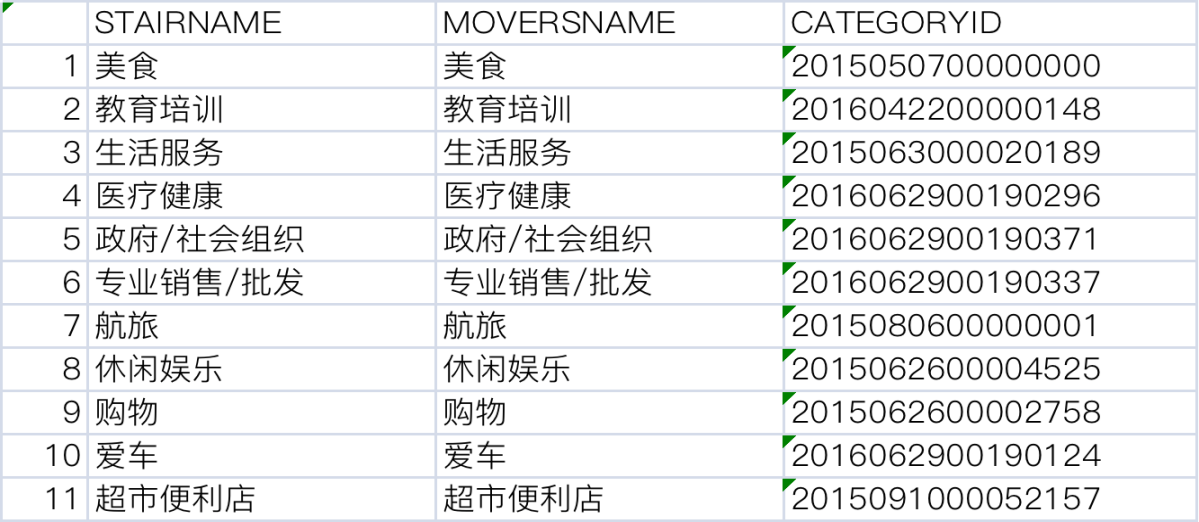 STAIRNAME MOVERSNAME CATEGORYID
1 美食 美食 2015050700000000
2 教育培训 教育培训 2016042200000148
3 生活服务 生活服务 2015063000020189
4 医疗健康 医疗健康 2016062900190296
5 政府/社会组织 政府/社会组织 2016062900190371
6 专业销售/批发 专业销售/批发 2016062900190337
7 航旅 航旅 2015080600000001
8 休闲娱乐 休闲娱乐 2015062600004525
9 购物 购物 2015062600002758
10 爱车 爱车 2016062900190124
11 超市便利店 超市便利店 2015091000052157